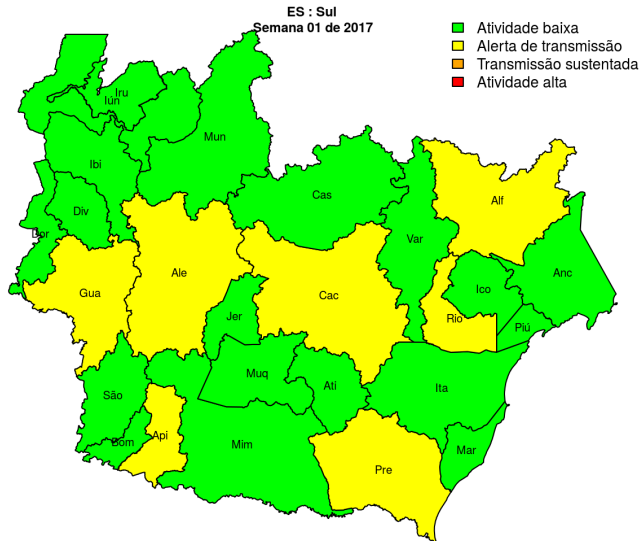 ES : Sul
Semana 01 de 2017
Atividade baixa
Alerta de transmissão
Transmissão sustentada
Atividade alta
Iru
Iún
Mun
Ibi
Cas
Alf
Div
Dor
Var
Anc
Ale
Gua
Cac
Ico
Jer
Rio
Piú
Muq
Ati
Ita
São
Api
Bom
Mim
Mar
Pre